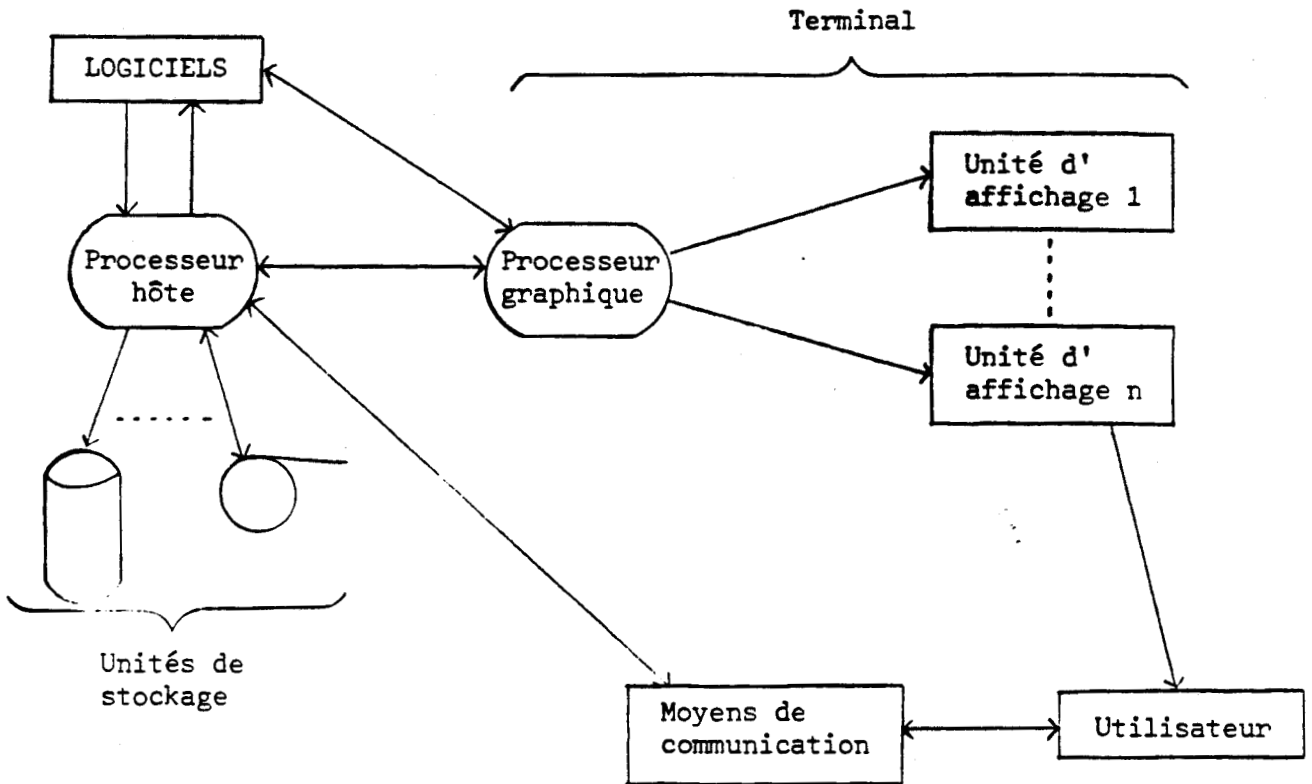 Terminal
LOGICIELS
Unité d'
affichage 1
Processeur
hôte
Processeur
graphique
Unité d'
affichage n
Unités de
stockage
Moyens de
communication
Utilisateur